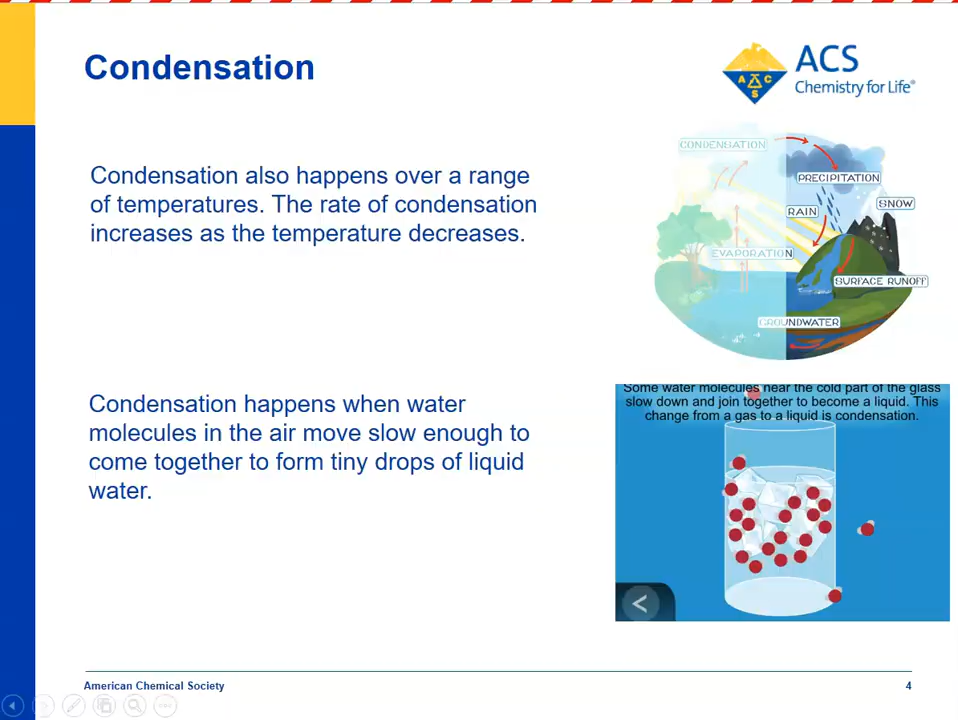 Condensation
ACS
Chemistry for Life®
A C S
Condensation also happens over a range
of temperatures. The rate of condensation
increases as the temperature decreases.
CONDENSATION
PRECIPITATION
RAIN
SNOW
EVAPORATION
SURFACE RUNOFF
GROUNDWATER
Condensation happens when water
molecules in the air move slow enough to
come together to form tiny drops of liquid
water.
Some water molecules near the cold part of the glass
slow down and join together to become a liquid. This
change from a gas to a liquid is condensation.
American Chemical Society
4